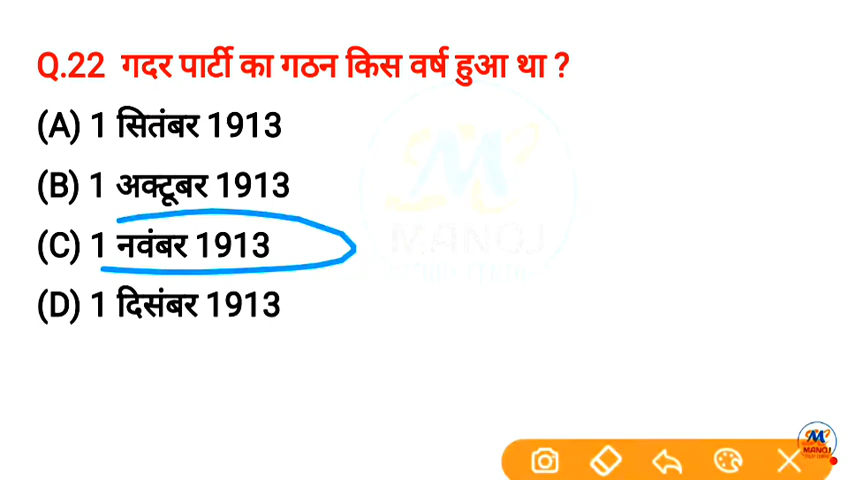 Q.22 गदर पार्टी का गठन किस वर्ष हुआ था ?
(A) 1 सितंबर 1913
(B) 1 अक्टूबर 1913
(C) 1 नवंबर 1913
(D) 1 दिसंबर 1913
MANOJ
MANOJ